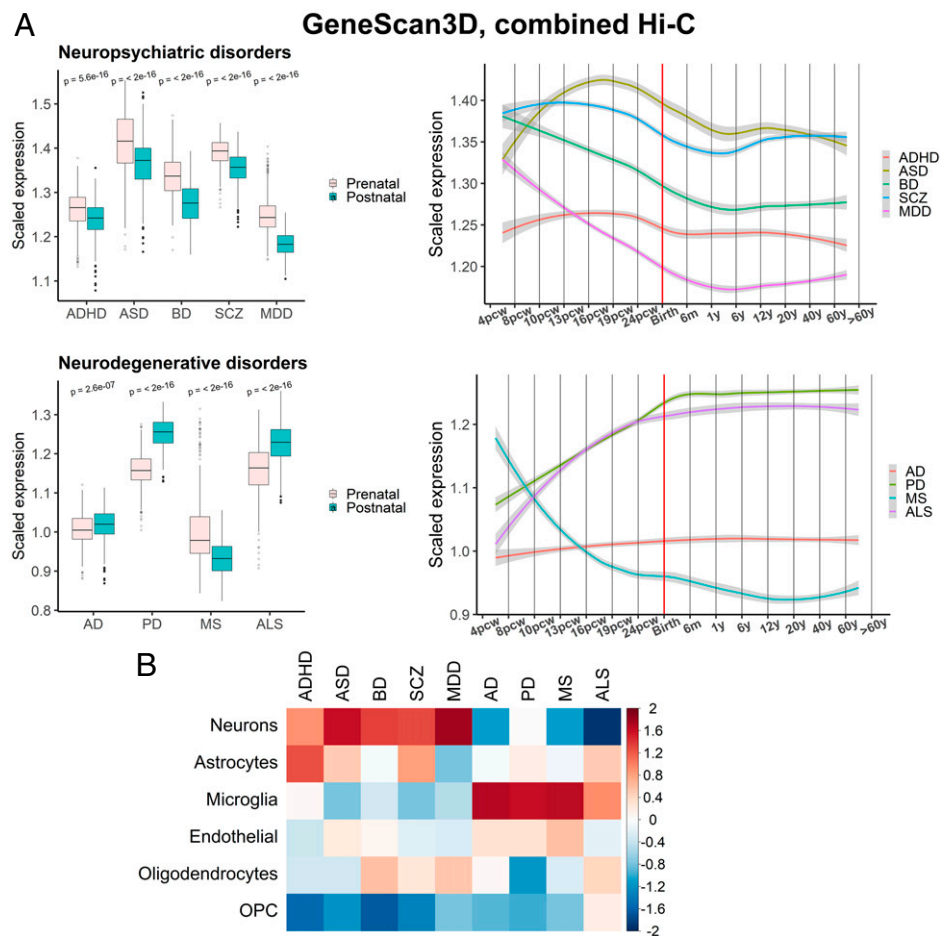 A
GeneScan3D, combined Hi-C
Neuropsychiatric disorders
p = 5.6e-16 p = < 2e-16 p = < 2e-16 p = < 2e-16 p = < 2e-16
Scaled expression
1.5
1.4
1.3
1.2
1.1
ADHD ASD BD SCZ MDD
Prenatal
Postnatal
Scaled expression
1.40
1.35
1.30
1.25
1.20
4pcw 8pcw 10pcw 13pcw 16pcw 19pcw 24pcw Birth 6m 1y 6y 12y 20y 40y 60y >60y
ADHD
ASD
BD
SCZ
MDD
Neurodegenerative disorders
p = 2.6e-07 p = < 2e-16 p = < 2e-16 p = < 2e-16
Scaled expression
1.3
1.2
1.1
1.0
0.9
0.8
AD PD MS ALS
Prenatal
Postnatal
Scaled expression
1.2
1.1
1.0
0.9
4pcw 8pcw 10pcw 13pcw 16pcw 19pcw 24pcw Birth 6m 1y 6y 12y 20y 40y 60y >60y
AD
PD
MS
ALS
B
ADHD ASD BD SCZ MDD AD PD MS ALS
Neurons
Astrocytes
Microglia
Endothelial
Oligodendrocytes
OPC
2
1.6
1.2
0.8
0.4
0
-0.4
-0.8
-1.2
-1.6
-2